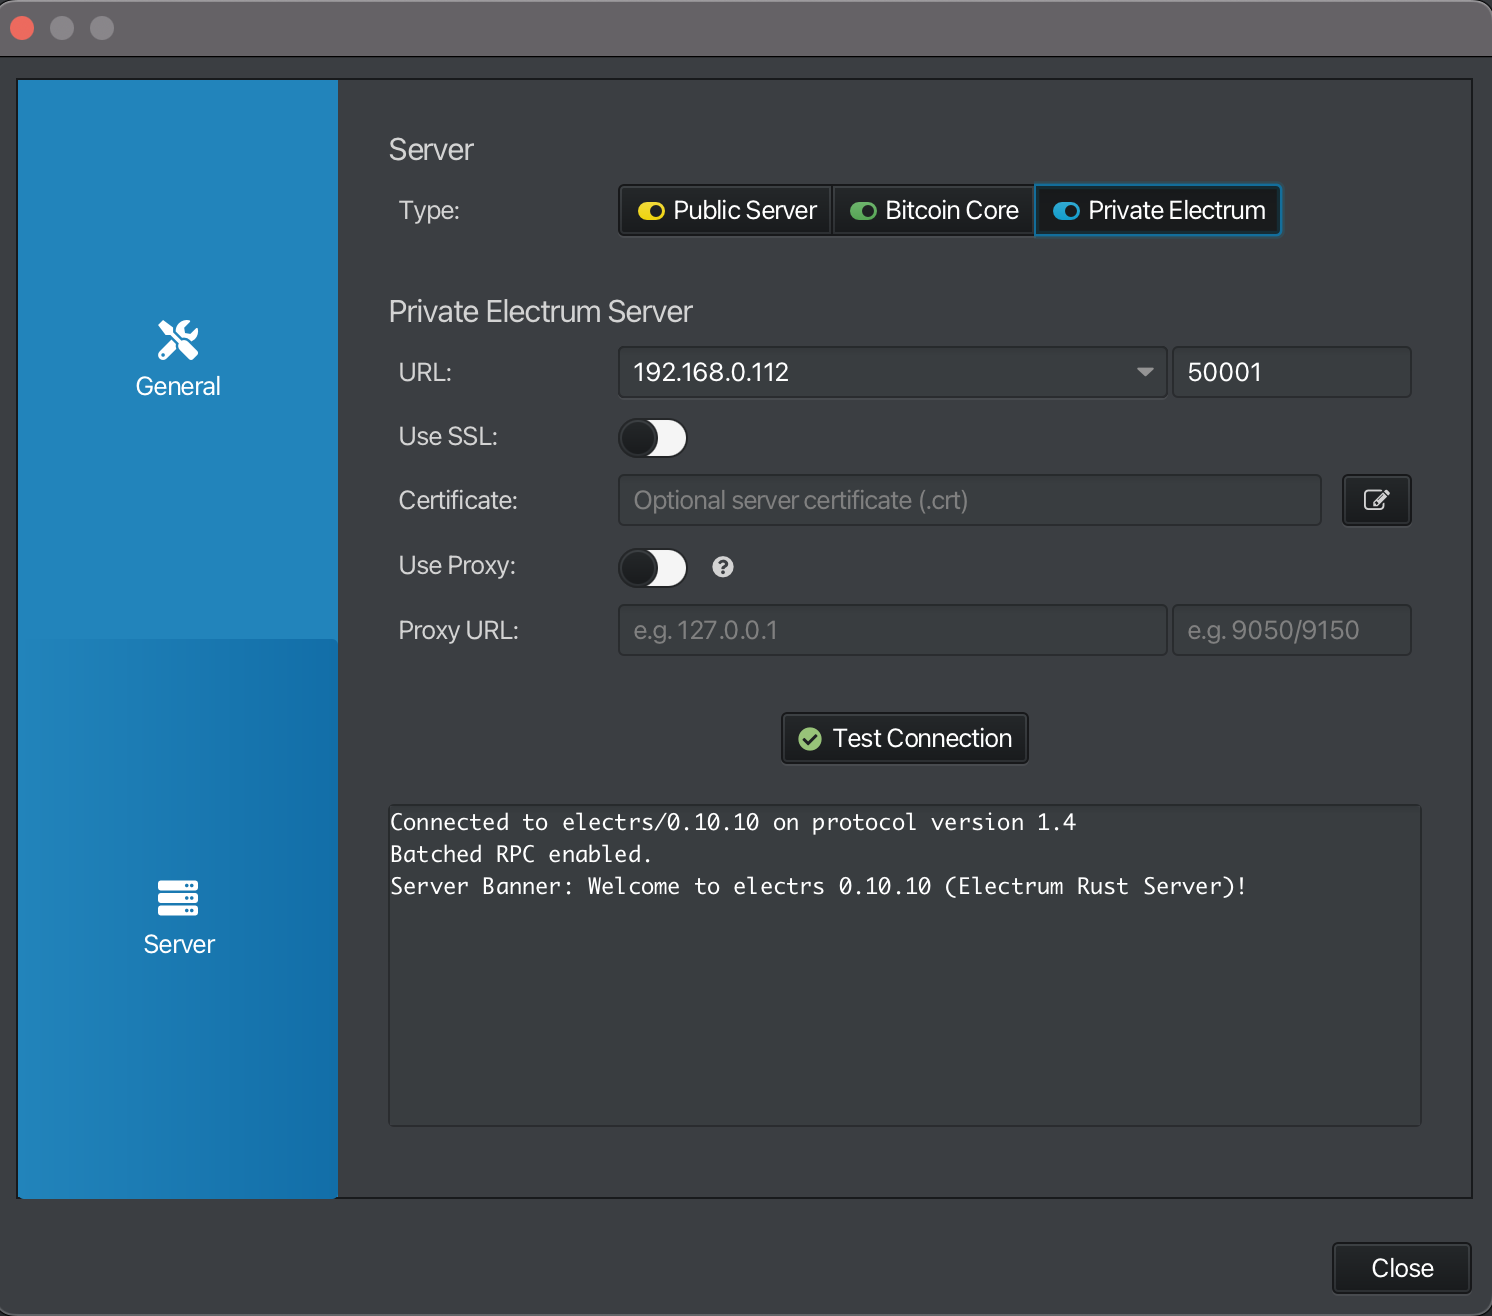 General
Server
Server
Type:
Public Server
Bitcoin Core
Private Electrum
Private Electrum Server
URL:
192.168.0.112
50001
Use SSL:
Certificate:
Optional server certificate (.crt)
Use Proxy:
Proxy URL:
e.g. 127.0.0.1
e.g. 9050/9150
Test Connection
Connected to electrs/0.10.10 on protocol version 1.4
Batched RPC enabled.
Server Banner: Welcome to electrs 0.10.10 (Electrum Rust Server)!
Close